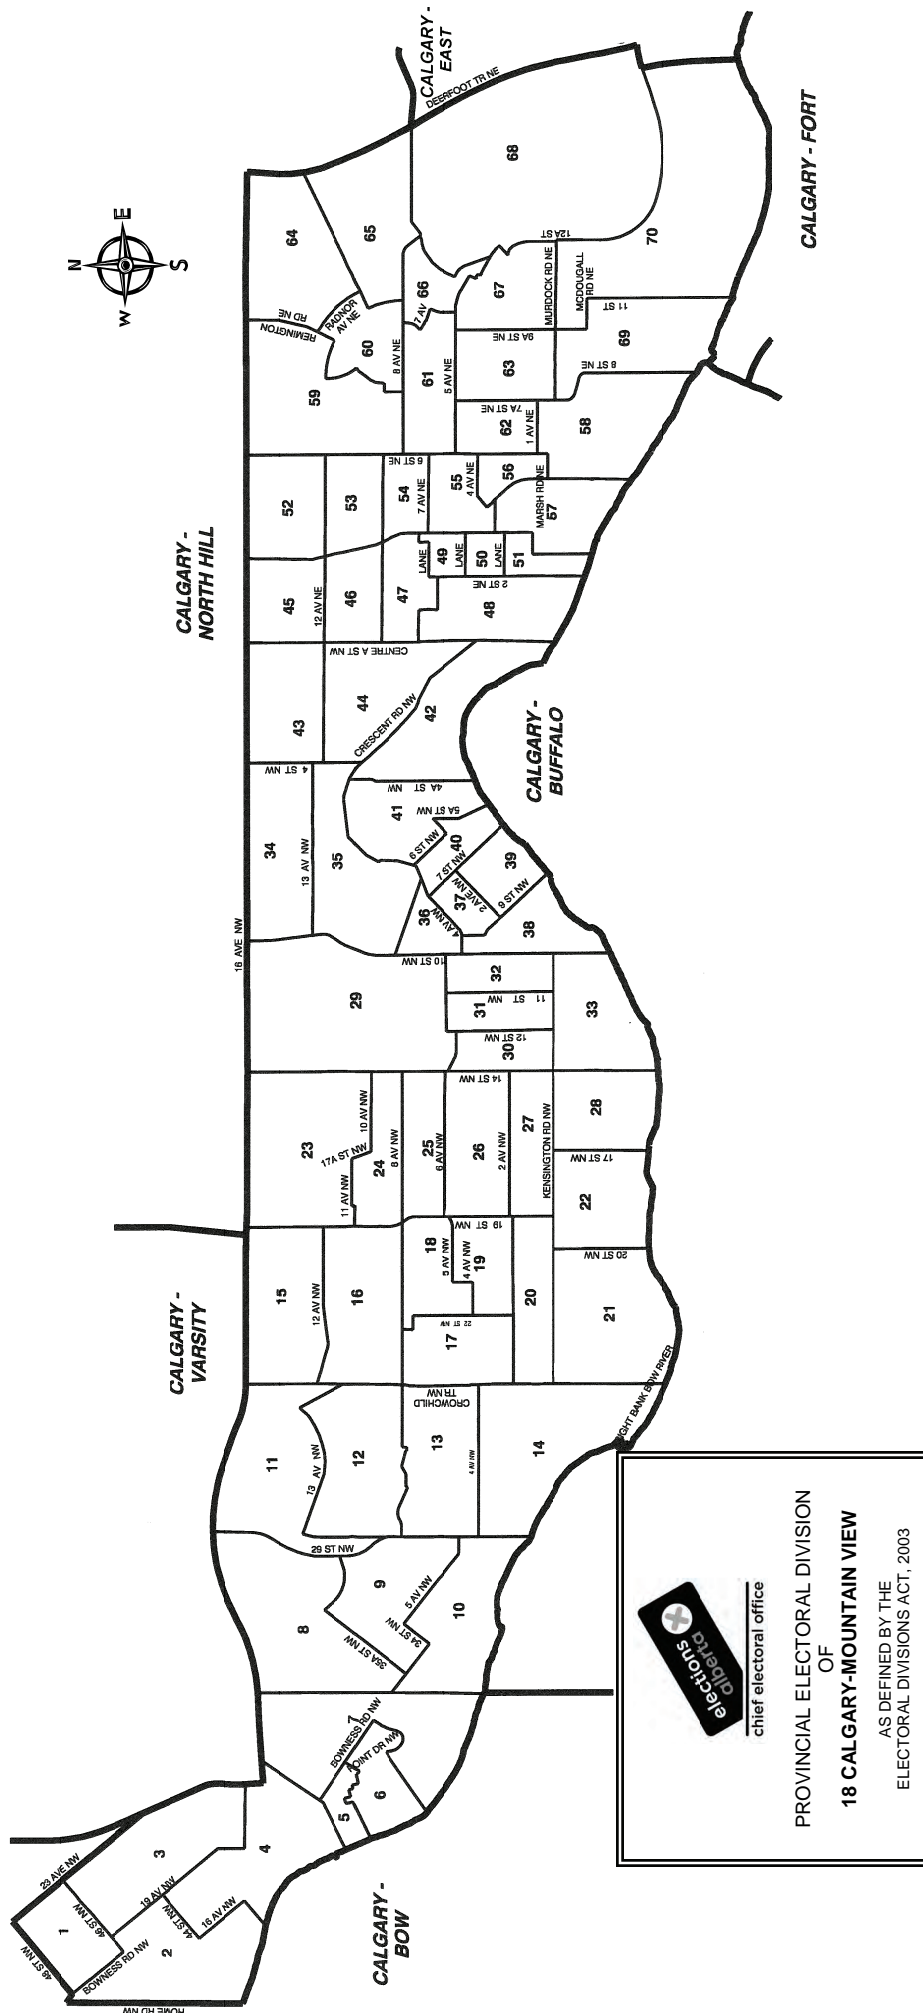 N
E
S
W
CALGARY -
BOW
CALGARY -
VARSITY
CALGARY -
NORTH HILL
CALGARY -
EAST
CALGARY - FORT
CALGARY -
BUFFALO
16 AVE NW
DEERFOOT TR NE
HOME RD NW
48 ST NW
23 AVE NW
46 ST NW
BOWNESS RD NW
19 AV NW
44 ST NW
16 AV NW
1
2
3
4
5
6
7
BOWNESS RD NW
POINT DR NW
8
9
10
35A ST NW
34 ST NW
5 AV NW
29 ST NW
11
13 AV NW
12
13
CROWCHILD
TR NW
4 AV NW
14
RIGHT BANK BOW RIVER
15
12 AV NW
16
17
22 ST NW
18
5 AV NW
4 AV NW
19
19 ST NW
20
21
20 ST NW
22
17 ST NW
23
17A ST NW
11 AV NW
10 AV NW
24
8 AV NW
25
6 AV NW
26
14 ST NW
2 AV NW
27
KENSINGTON RD NW
28
29
10 ST NW
30
12 ST NW
31
11 ST NW
32
33
34
4 ST NW
13 AV NW
35
36
4 AV NW
37
2 AVE NW
38
9 ST NW
39
40
7 ST NW
6 ST NW
5A ST NW
41
4A ST NW
42
CRESCENT RD NW
43
44
CENTRE A ST NW
45
12 AV NE
46
47
48
2 ST NE
LANE
49
LANE
50
LANE
51
52
53
54
6 ST NE
7 AV NE
55
4 AV NE
56
MARSH RD NE
57
58
59
REMINGTON
RD NE
RADNOR
AV NE
60
8 AV NE
61
5 AV NE
7 AV
62
7A ST NE
1 AV NE
63
9A ST NE
64
65
66
67
12A ST
MURDOCK RD NE
MCDOUGALL
RD NE
68
69
8 ST NE
11 ST
70
elections
alberta
chief electoral office
PROVINCIAL ELECTORAL DIVISION
OF
18 CALGARY-MOUNTAIN VIEW
AS DEFINED BY THE
ELECTORAL DIVISIONS ACT, 2003